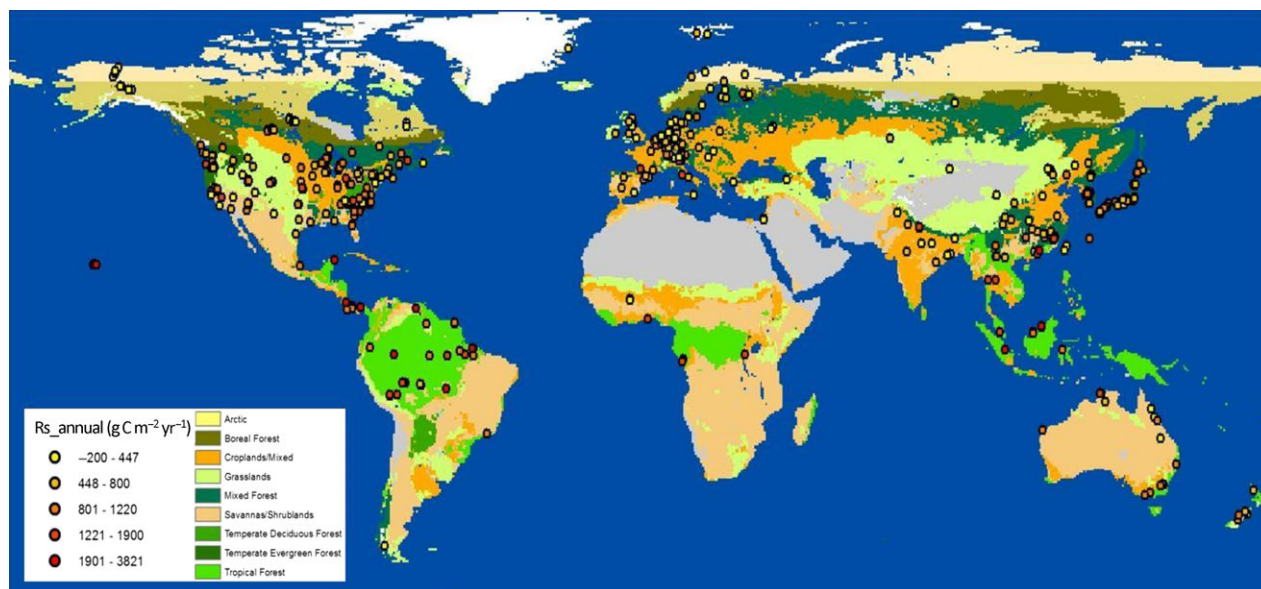 Rs_annual (g C m⁻² yr⁻¹)
–200 - 447
448 - 800
801 - 1220
1221 - 1900
1901 - 3821
Arctic
Boreal Forest
Croplands/Mixed
Grasslands
Mixed Forest
Savannas/Shrublands
Temperate Deciduous Forest
Temperate Evergreen Forest
Tropical Forest